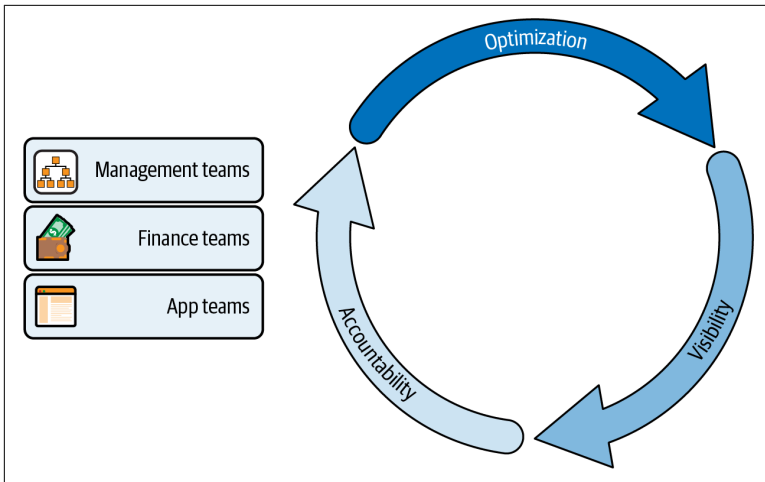 Management teams
Finance teams
App teams
Optimization
Visibility
Accountability